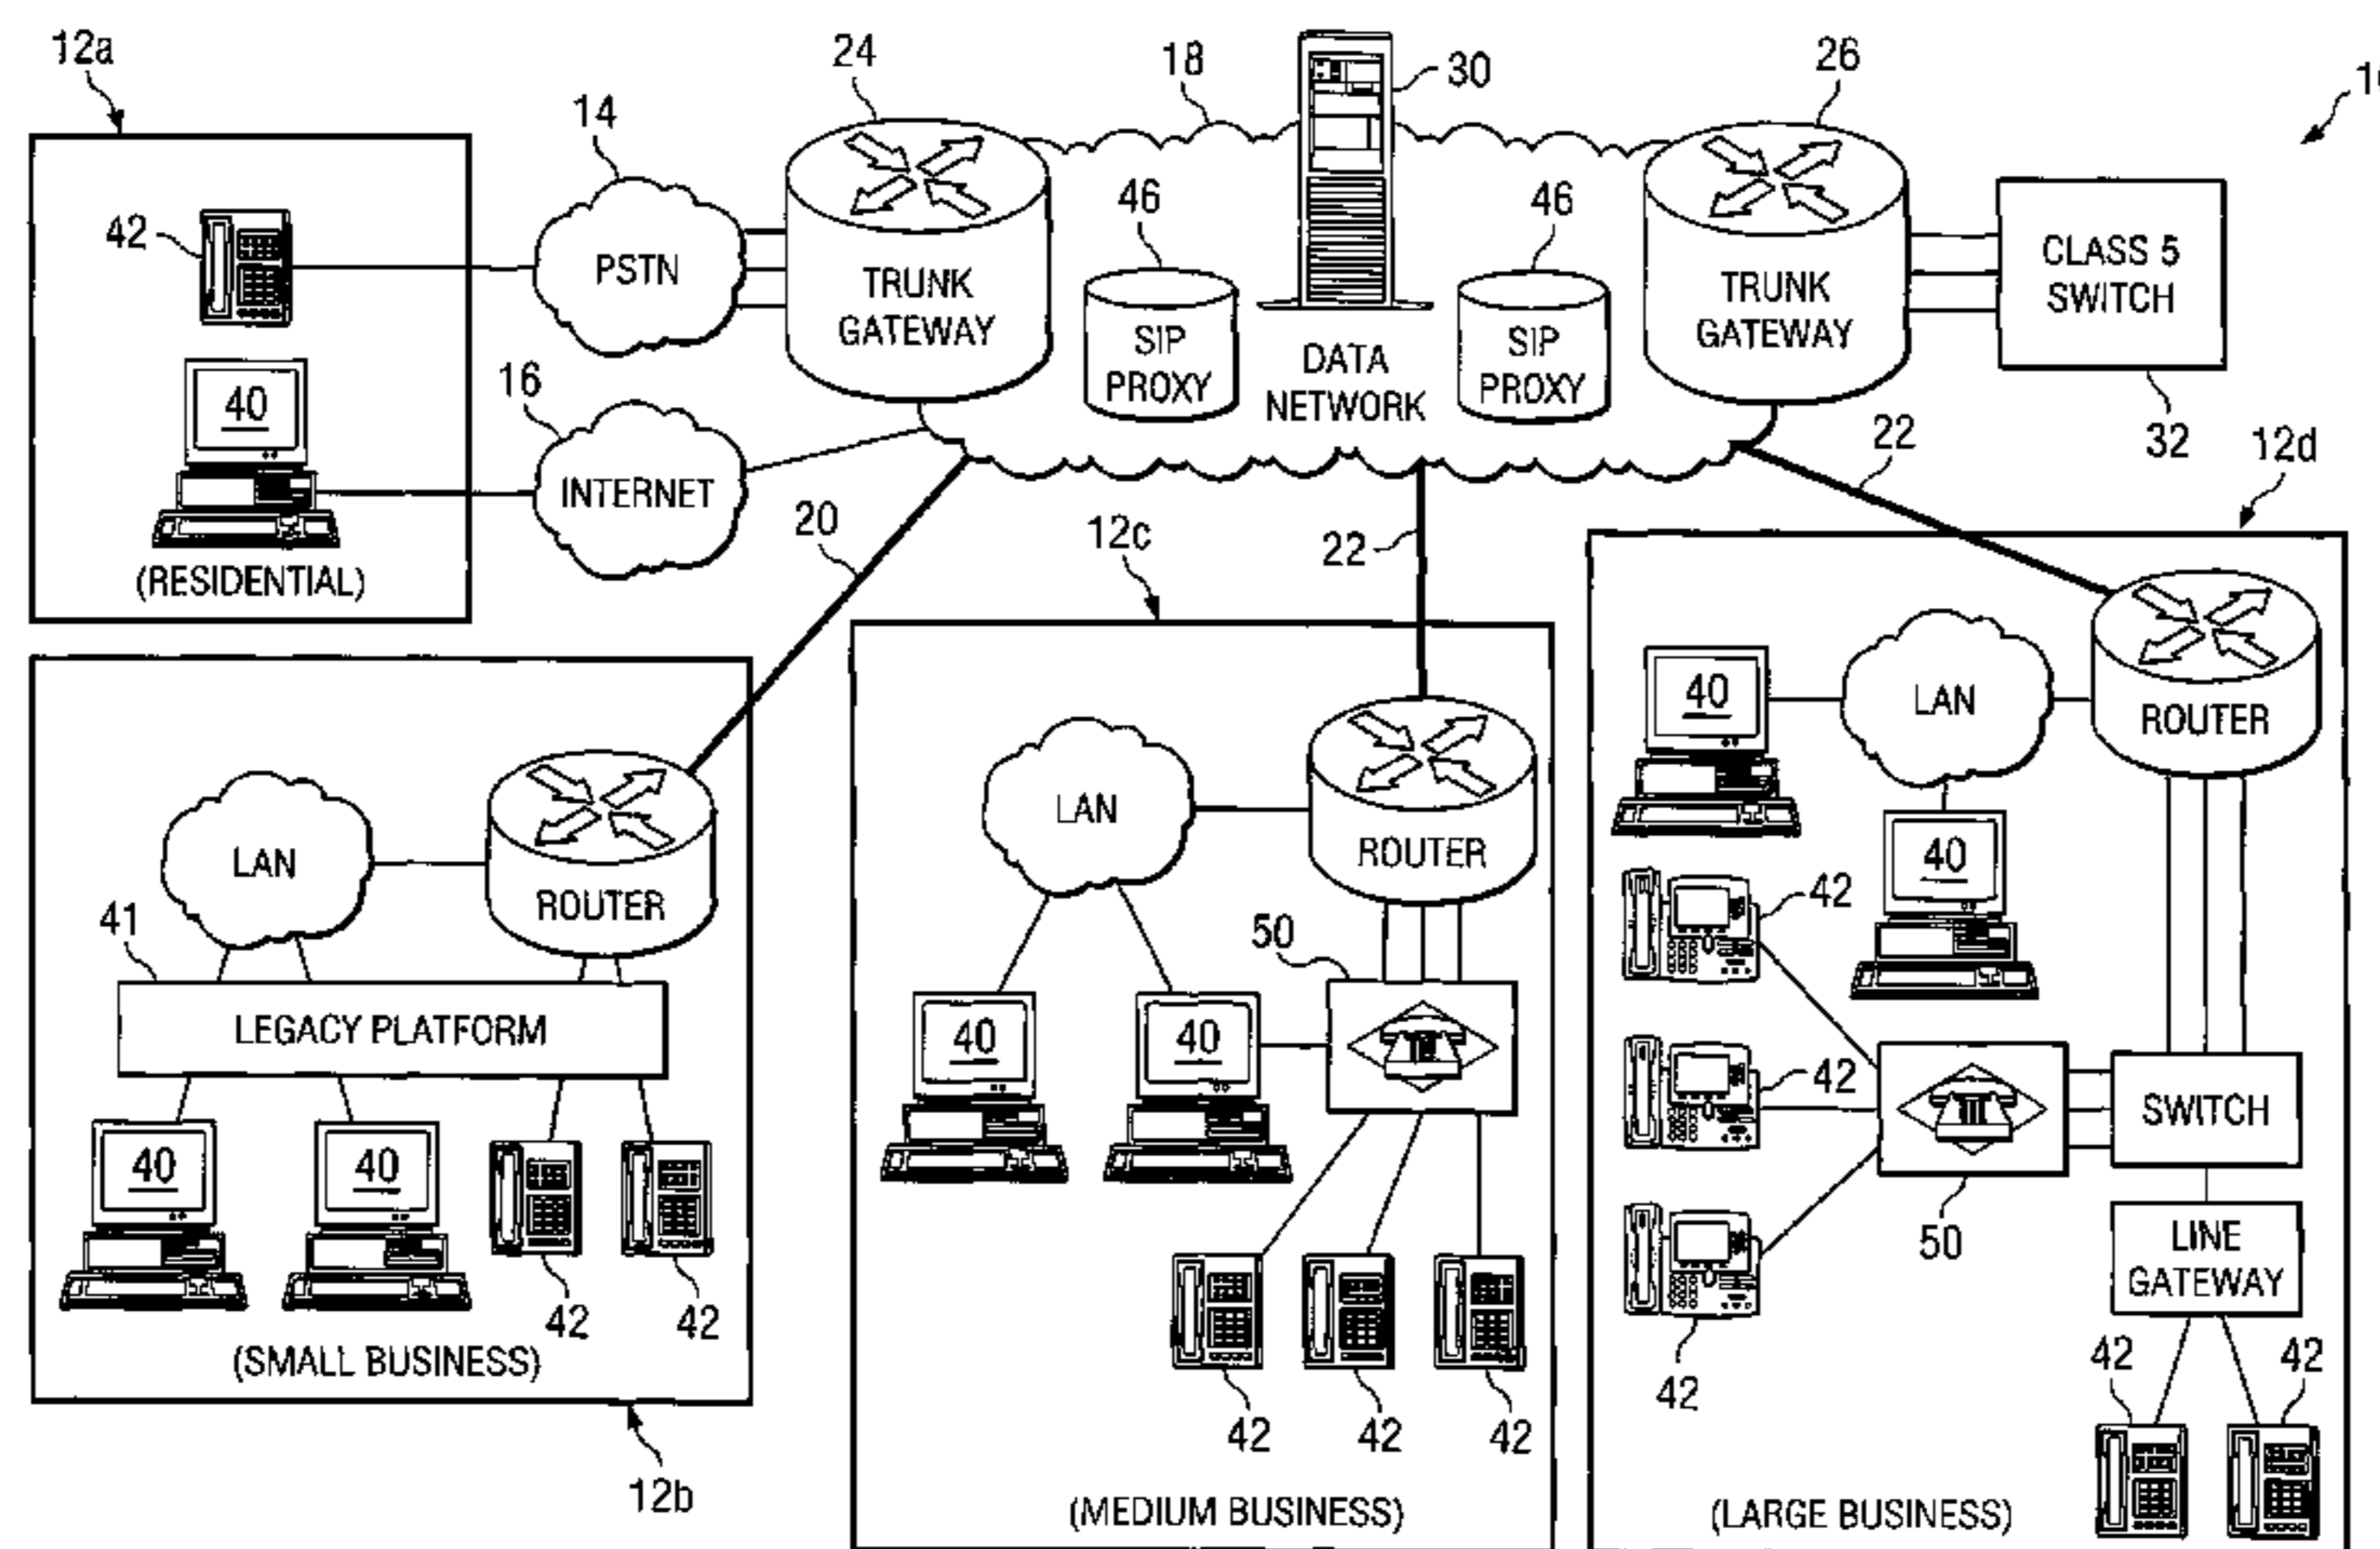 12a
24
18
30
26
14
42
PSTN
TRUNK
GATEWAY
46
SIP
PROXY
DATA
NETWORK
46
SIP
PROXY
TRUNK
GATEWAY
CLASS 5
SWITCH
32
40
16
INTERNET
(RESIDENTIAL)
20
22
22
12c
12d
LAN
ROUTER
41
LEGACY PLATFORM
40
40
42
42
(SMALL BUSINESS)
12b
LAN
ROUTER
50
40
40
42
42
42
(MEDIUM BUSINESS)
40
LAN
ROUTER
40
42
42
42
50
SWITCH
LINE
GATEWAY
42
42
(LARGE BUSINESS)